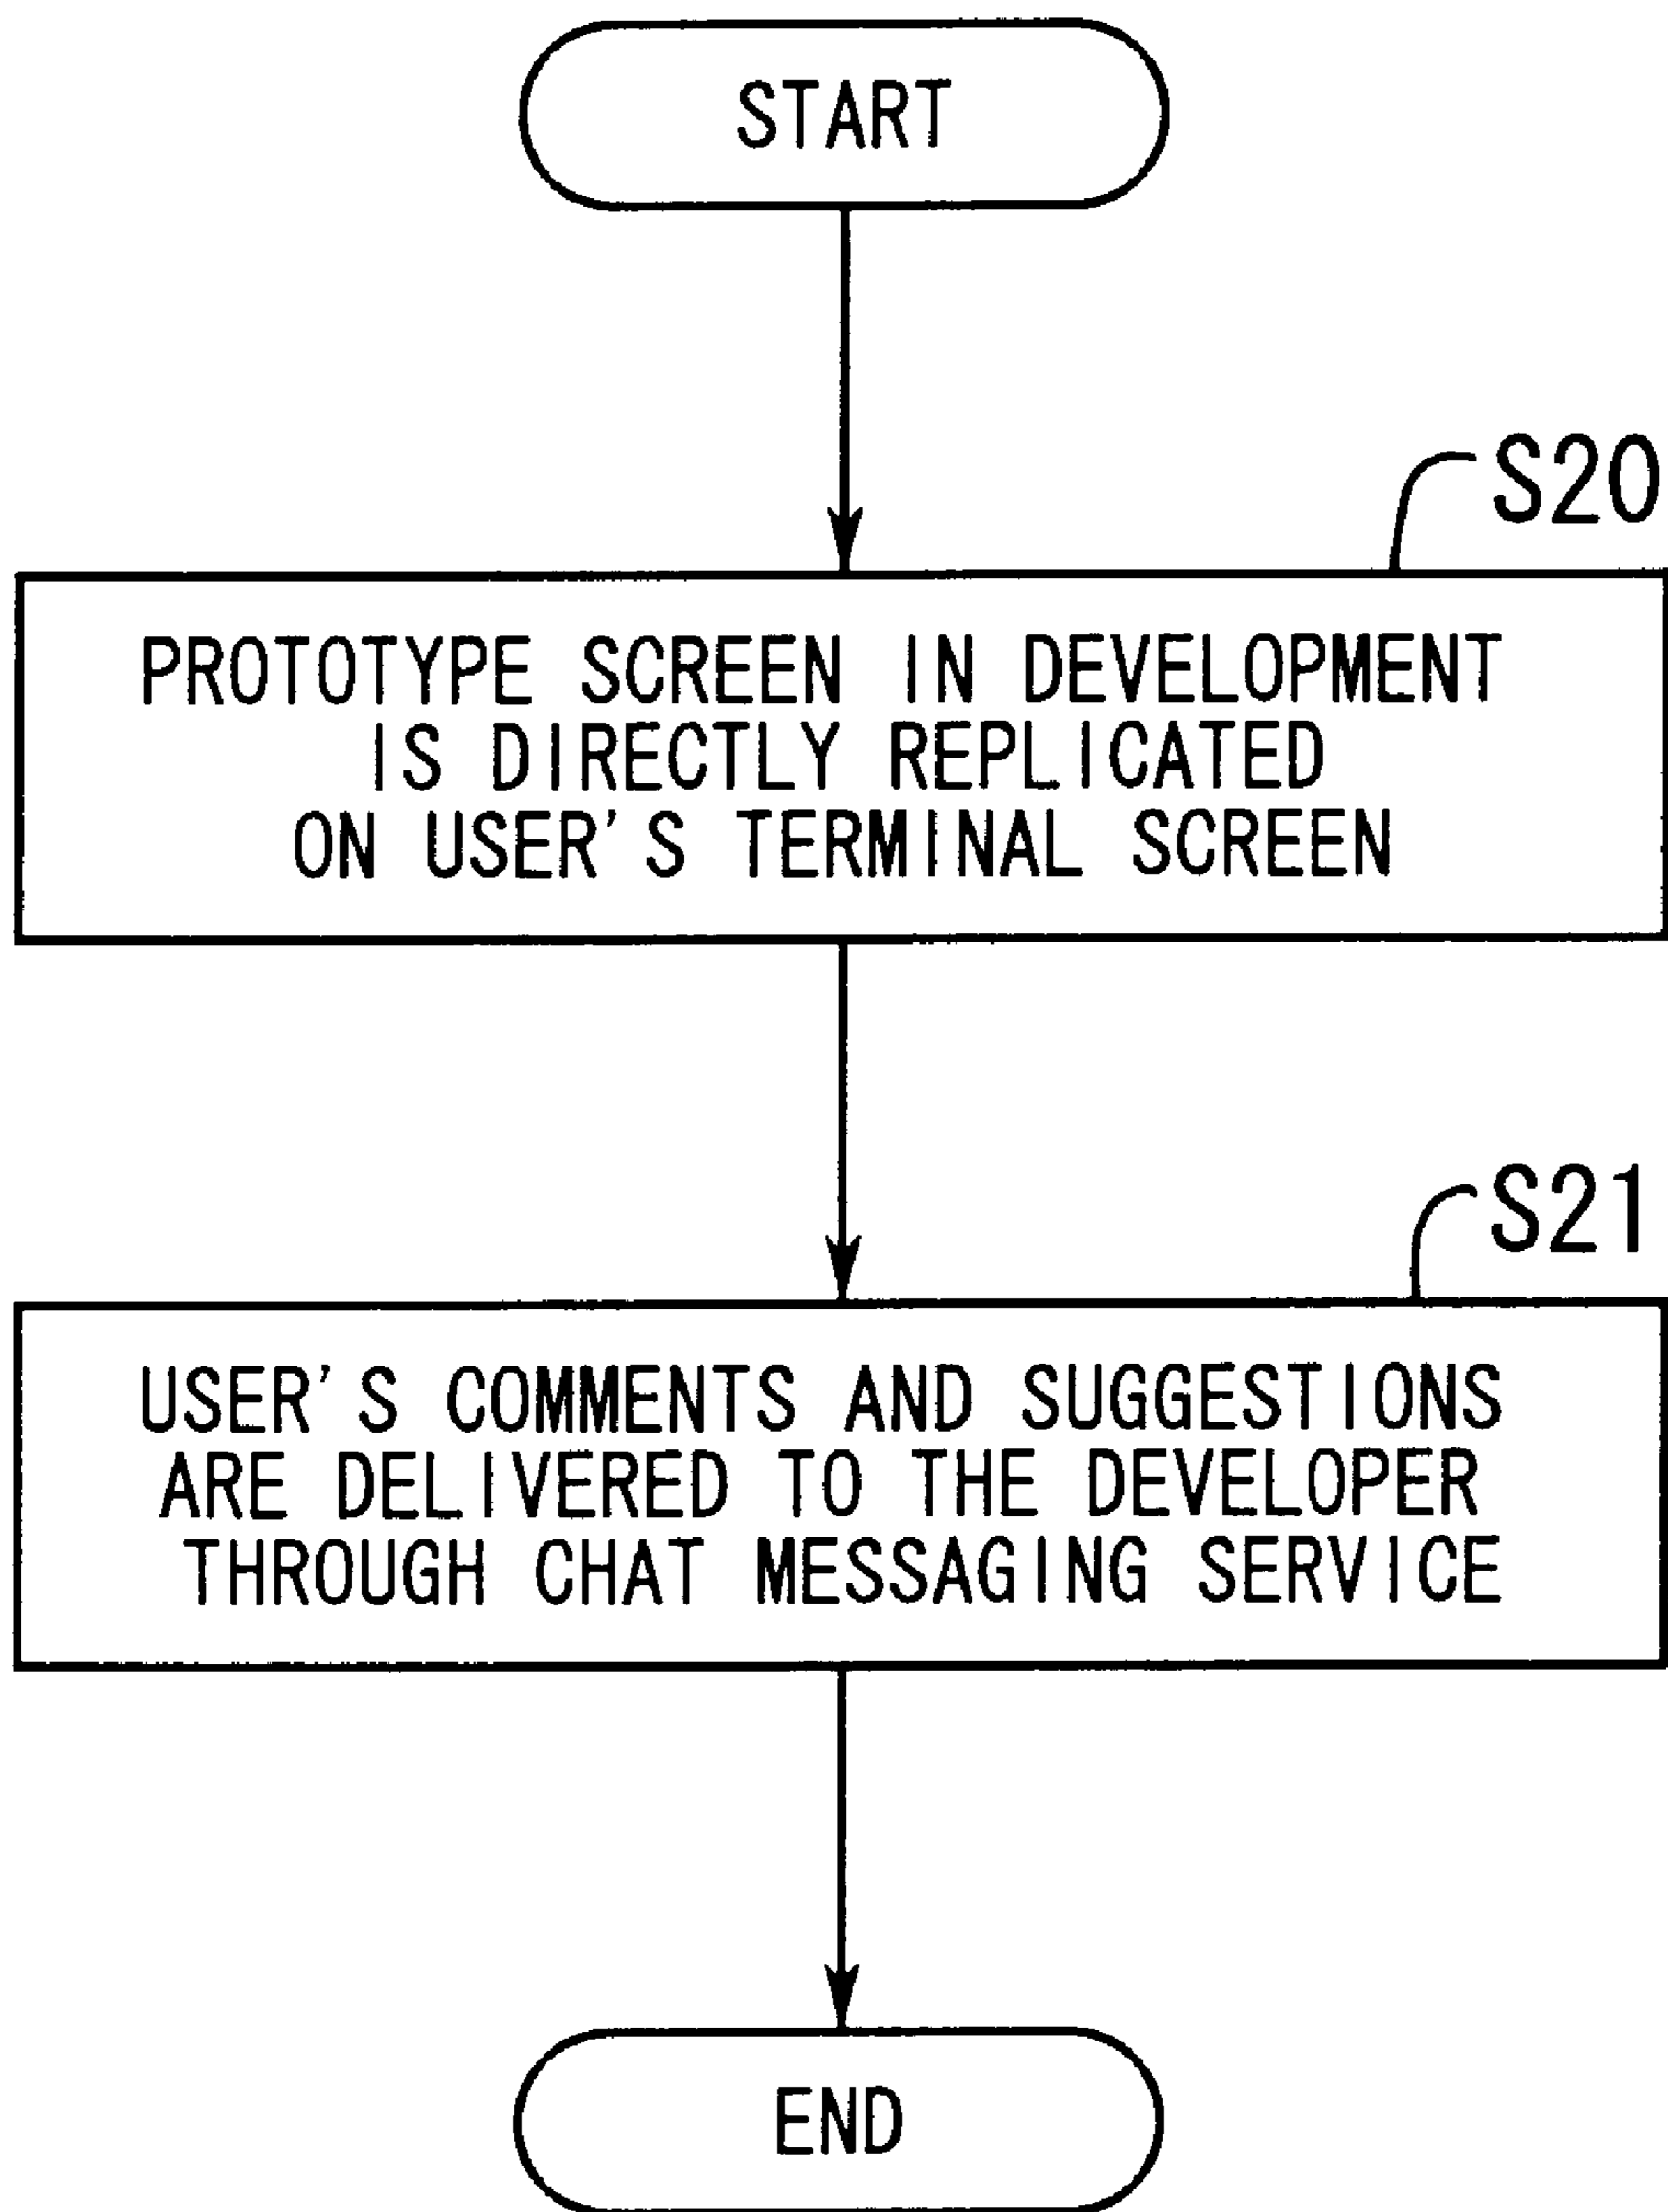 START
S20
PROTOTYPE SCREEN IN DEVELOPMENT
IS DIRECTLY REPLICATED
ON USER'S TERMINAL SCREEN
S21
USER'S COMMENTS AND SUGGESTIONS
ARE DELIVERED TO THE DEVELOPER
THROUGH CHAT MESSAGING SERVICE
END